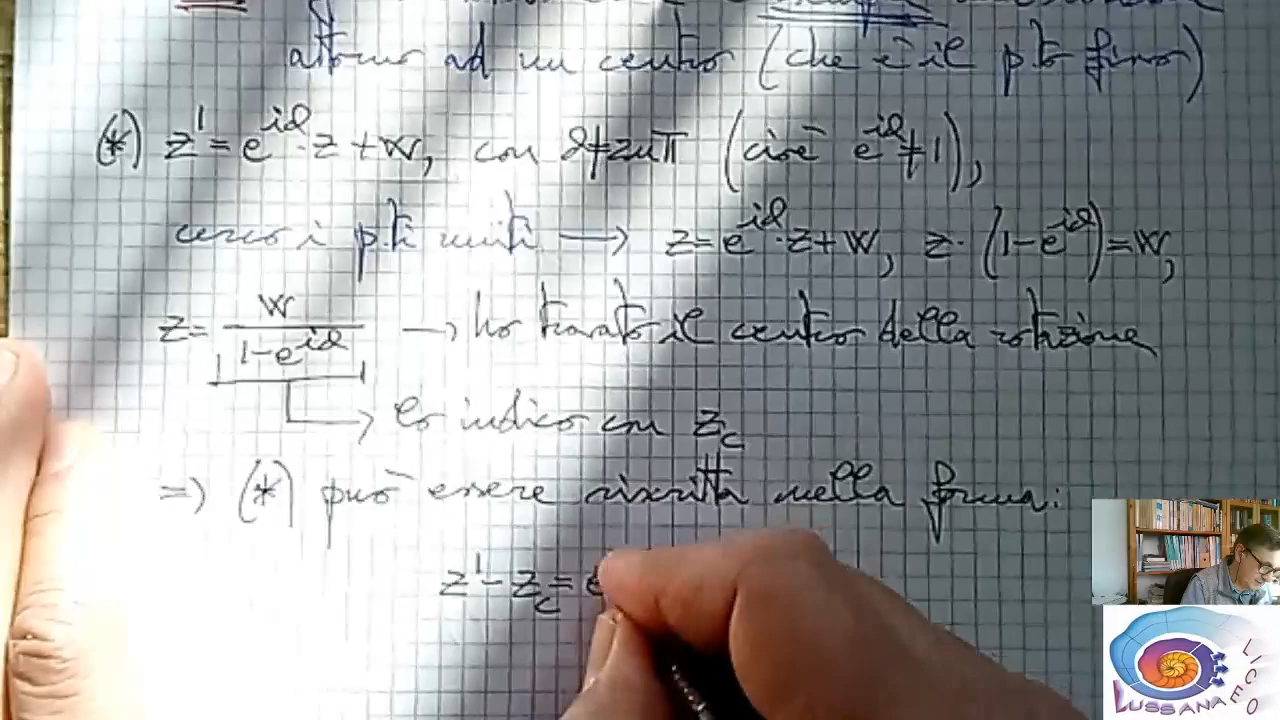 attorno ad un centro (che è il p.to fisso)
(*) z' = e^{iα}·z + w, con α≠2nπ (cioè e^{iα}≠1),
cerco i p.ti uniti → z = e^{iα}·z + w, z·(1-e^{iα}) = w,
z = w/(1-e^{iα}) → ho trovato il centro della rotazione
lo indico con z_c
⇒ (*) può essere riscritta nella forma:
z' - z_c = e
LUSSANA
LICEO